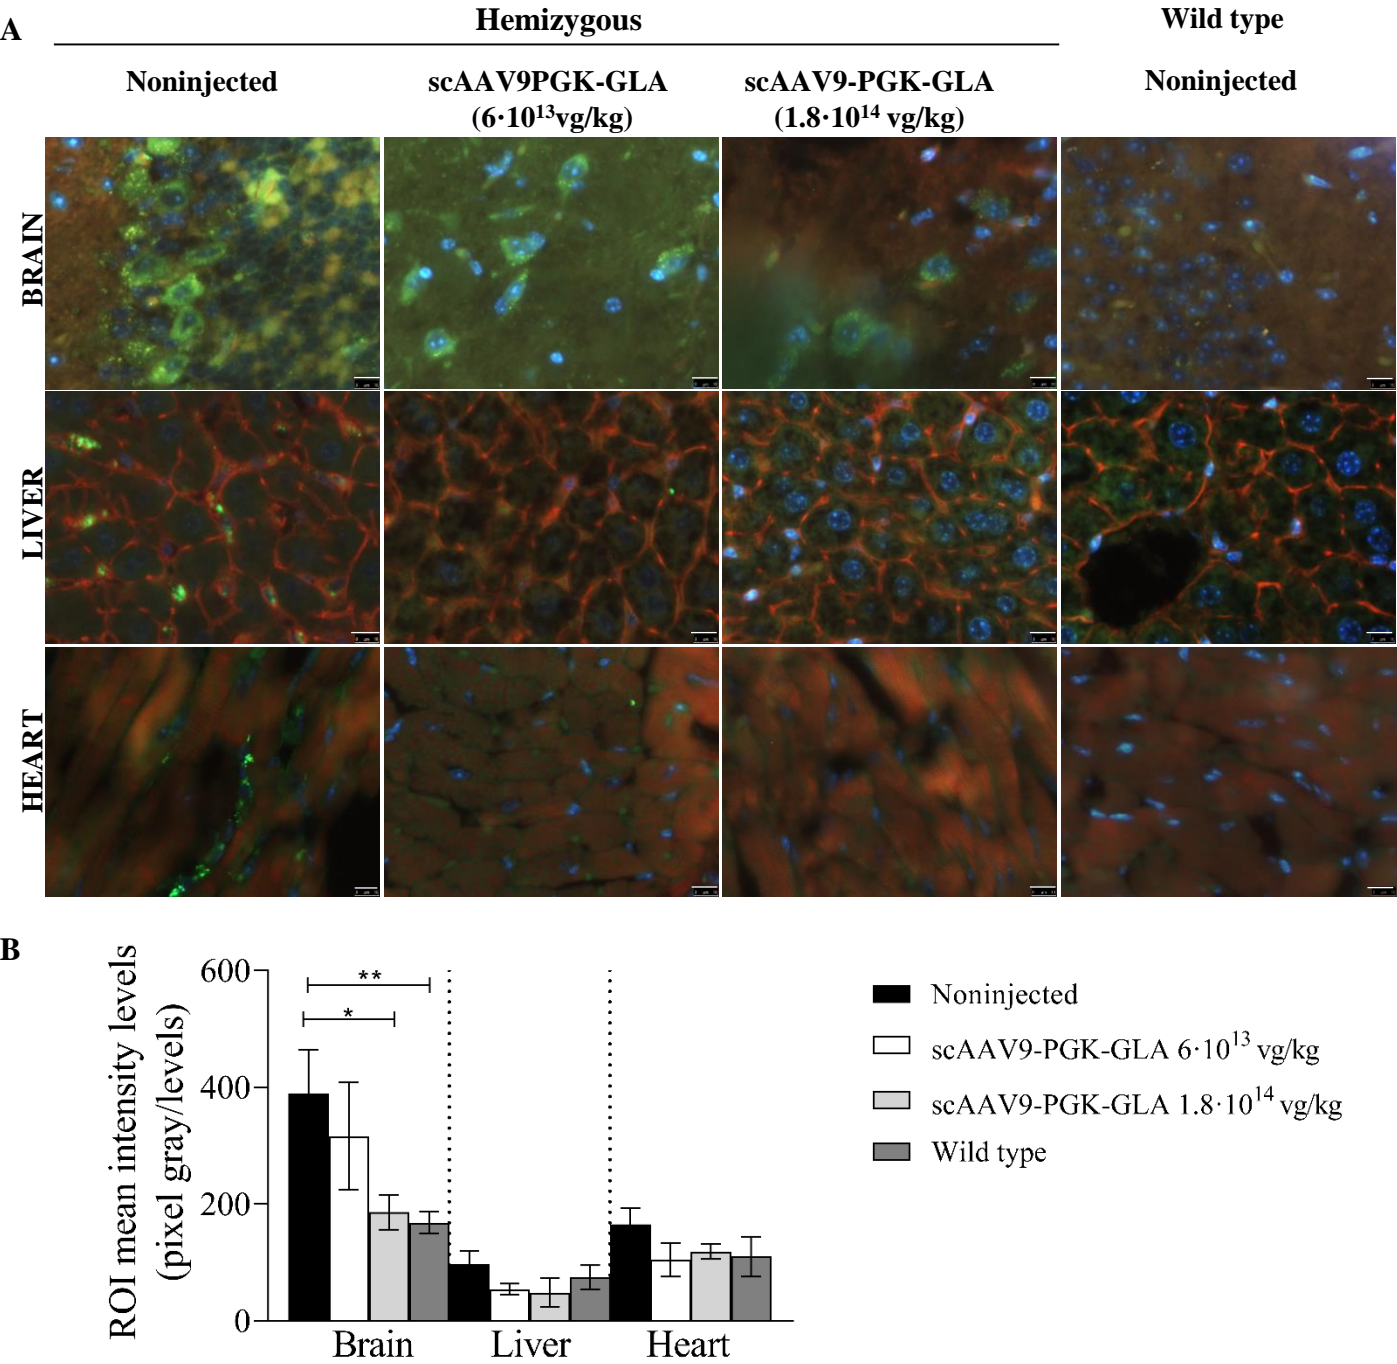 A
Hemizygous
Wild type
Noninjected
scAAV9PGK-GLA
(6·10¹³vg/kg)
scAAV9-PGK-GLA
(1.8·10¹⁴ vg/kg)
Noninjected
BRAIN
LIVER
HEART
B
ROI mean intensity levels
(pixel gray/levels)
600
400
200
0
**
*
Brain
Liver
Heart
Noninjected
scAAV9-PGK-GLA 6·10¹³ vg/kg
scAAV9-PGK-GLA 1.8·10¹⁴ vg/kg
Wild type